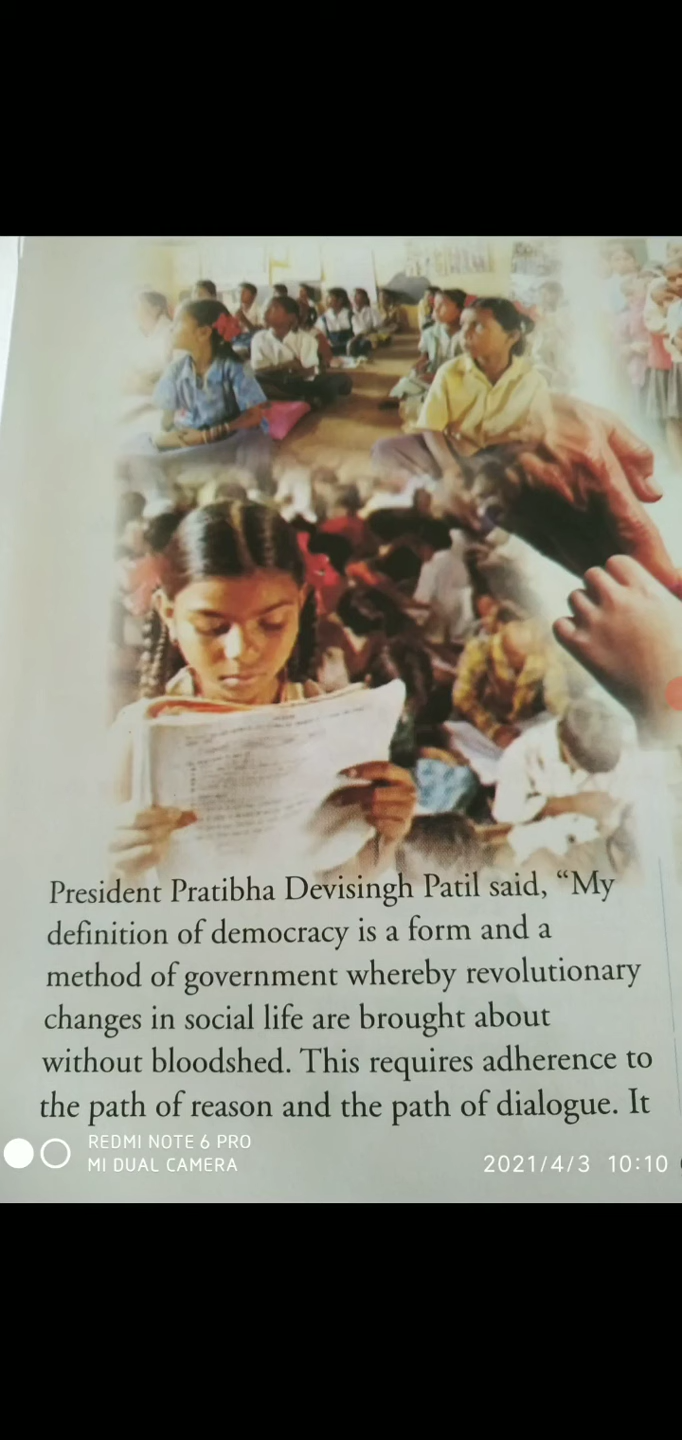 President Pratibha Devisingh Patil said, “My
definition of democracy is a form and a
method of government whereby revolutionary
changes in social life are brought about
without bloodshed. This requires adherence to
the path of reason and the path of dialogue. It
REDMI NOTE 6 PRO
MI DUAL CAMERA
2021/4/3 10:10